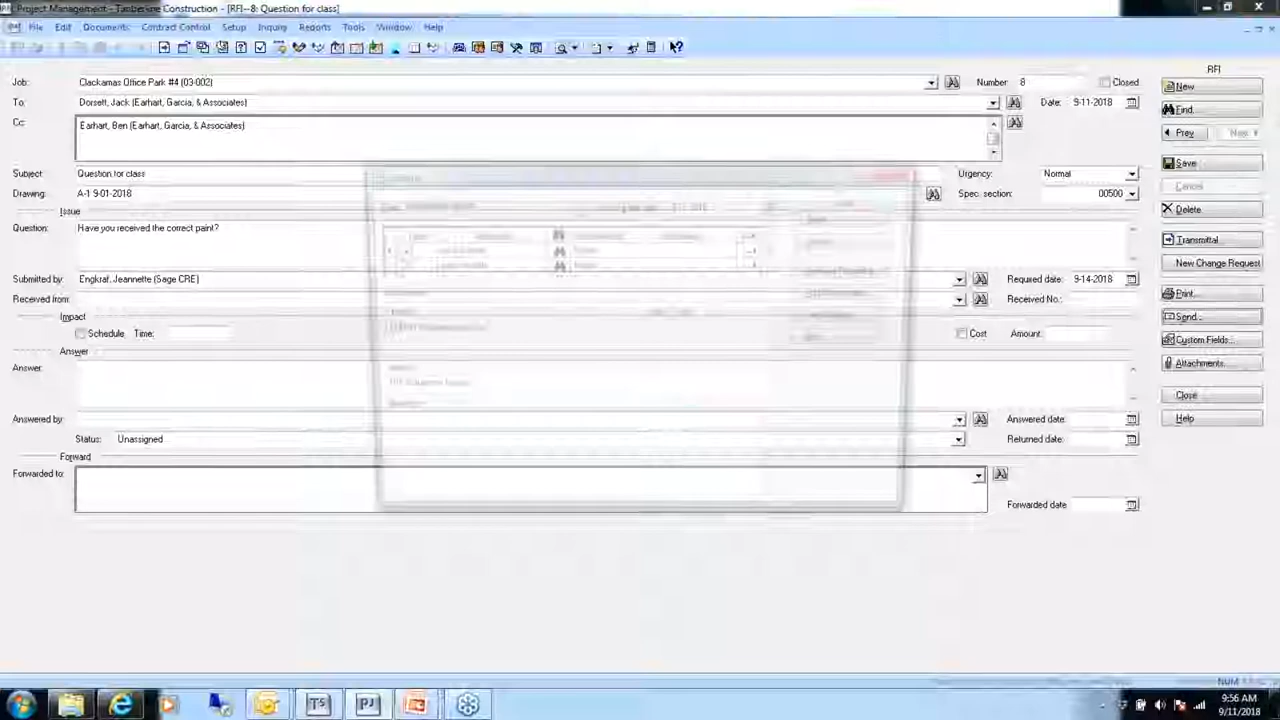 Project Management - Timberline Construction - [RFI--8: Question for class]
File Edit Documents Contract Control Setup Inquiry Reports Tools Window Help
RFI
Job: Clackamas Office Park #4 (03-002) Number: 8 Closed
To: Dorsett, Jack (Earhart, Garcia, & Associates) Date: 9-11-2018
Cc: Earhart, Ben (Earhart, Garcia, & Associates)
Subject: Question for class Urgency: Normal
Drawing: A-1 9-01-2018 Spec. section: 00500
Issue
Question: Have you received the correct paint?
Submitted by: Engkraf, Jeannette (Sage CRE) Required date: 9-14-2018
Received from: Received No.:
Impact
Schedule Time: Cost Amount:
Answer
Answer:
Answered by: Answered date:
Status: Unassigned Returned date:
Forward
Forwarded to:
Forwarded date
New
Find...
Prev Next
Save
Cancel
Delete
Transmittal...
New Change Request
Print...
Send...
Custom Fields...
Attachments...
Close
Help
NUM
TS PJ
9:56 AM
9/11/2018